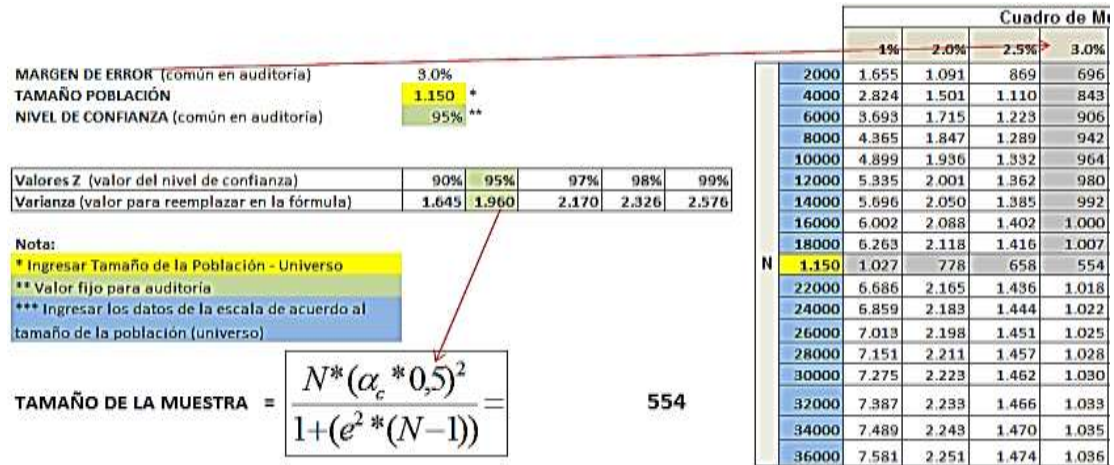 Cuadro de Mu
1% 2.0% 2.5% 3.0%
MARGEN DE ERROR (común en auditoría) 3.0%
TAMAÑO POBLACIÓN 1.150 *
NIVEL DE CONFIANZA (común en auditoría) 95% **
Valores Z (valor del nivel de confianza) 90% 95% 97% 98% 99%
Varianza (valor para reemplazar en la fórmula) 1.645 1.960 2.170 2.326 2.576
Nota:
* Ingresar Tamaño de la Población - Universo
** Valor fijo para auditoría
*** Ingresar los datos de la escala de acuerdo al
tamaño de la población (universo)
TAMAÑO DE LA MUESTRA = N*(α_c*0,5)² / 1+(e²*(N−1)) = 554
N
2000 1.655 1.091 869 696
4000 2.824 1.501 1.110 843
6000 3.693 1.715 1.223 906
8000 4.365 1.847 1.289 942
10000 4.899 1.936 1.332 964
12000 5.335 2.001 1.362 980
14000 5.696 2.050 1.385 992
16000 6.002 2.088 1.402 1.000
18000 6.263 2.118 1.416 1.007
1.150 1.027 778 658 554
22000 6.686 2.165 1.436 1.018
24000 6.859 2.183 1.444 1.022
26000 7.013 2.198 1.451 1.025
28000 7.151 2.211 1.457 1.028
30000 7.275 2.223 1.462 1.030
32000 7.387 2.233 1.466 1.033
34000 7.489 2.243 1.470 1.035
36000 7.581 2.251 1.474 1.036